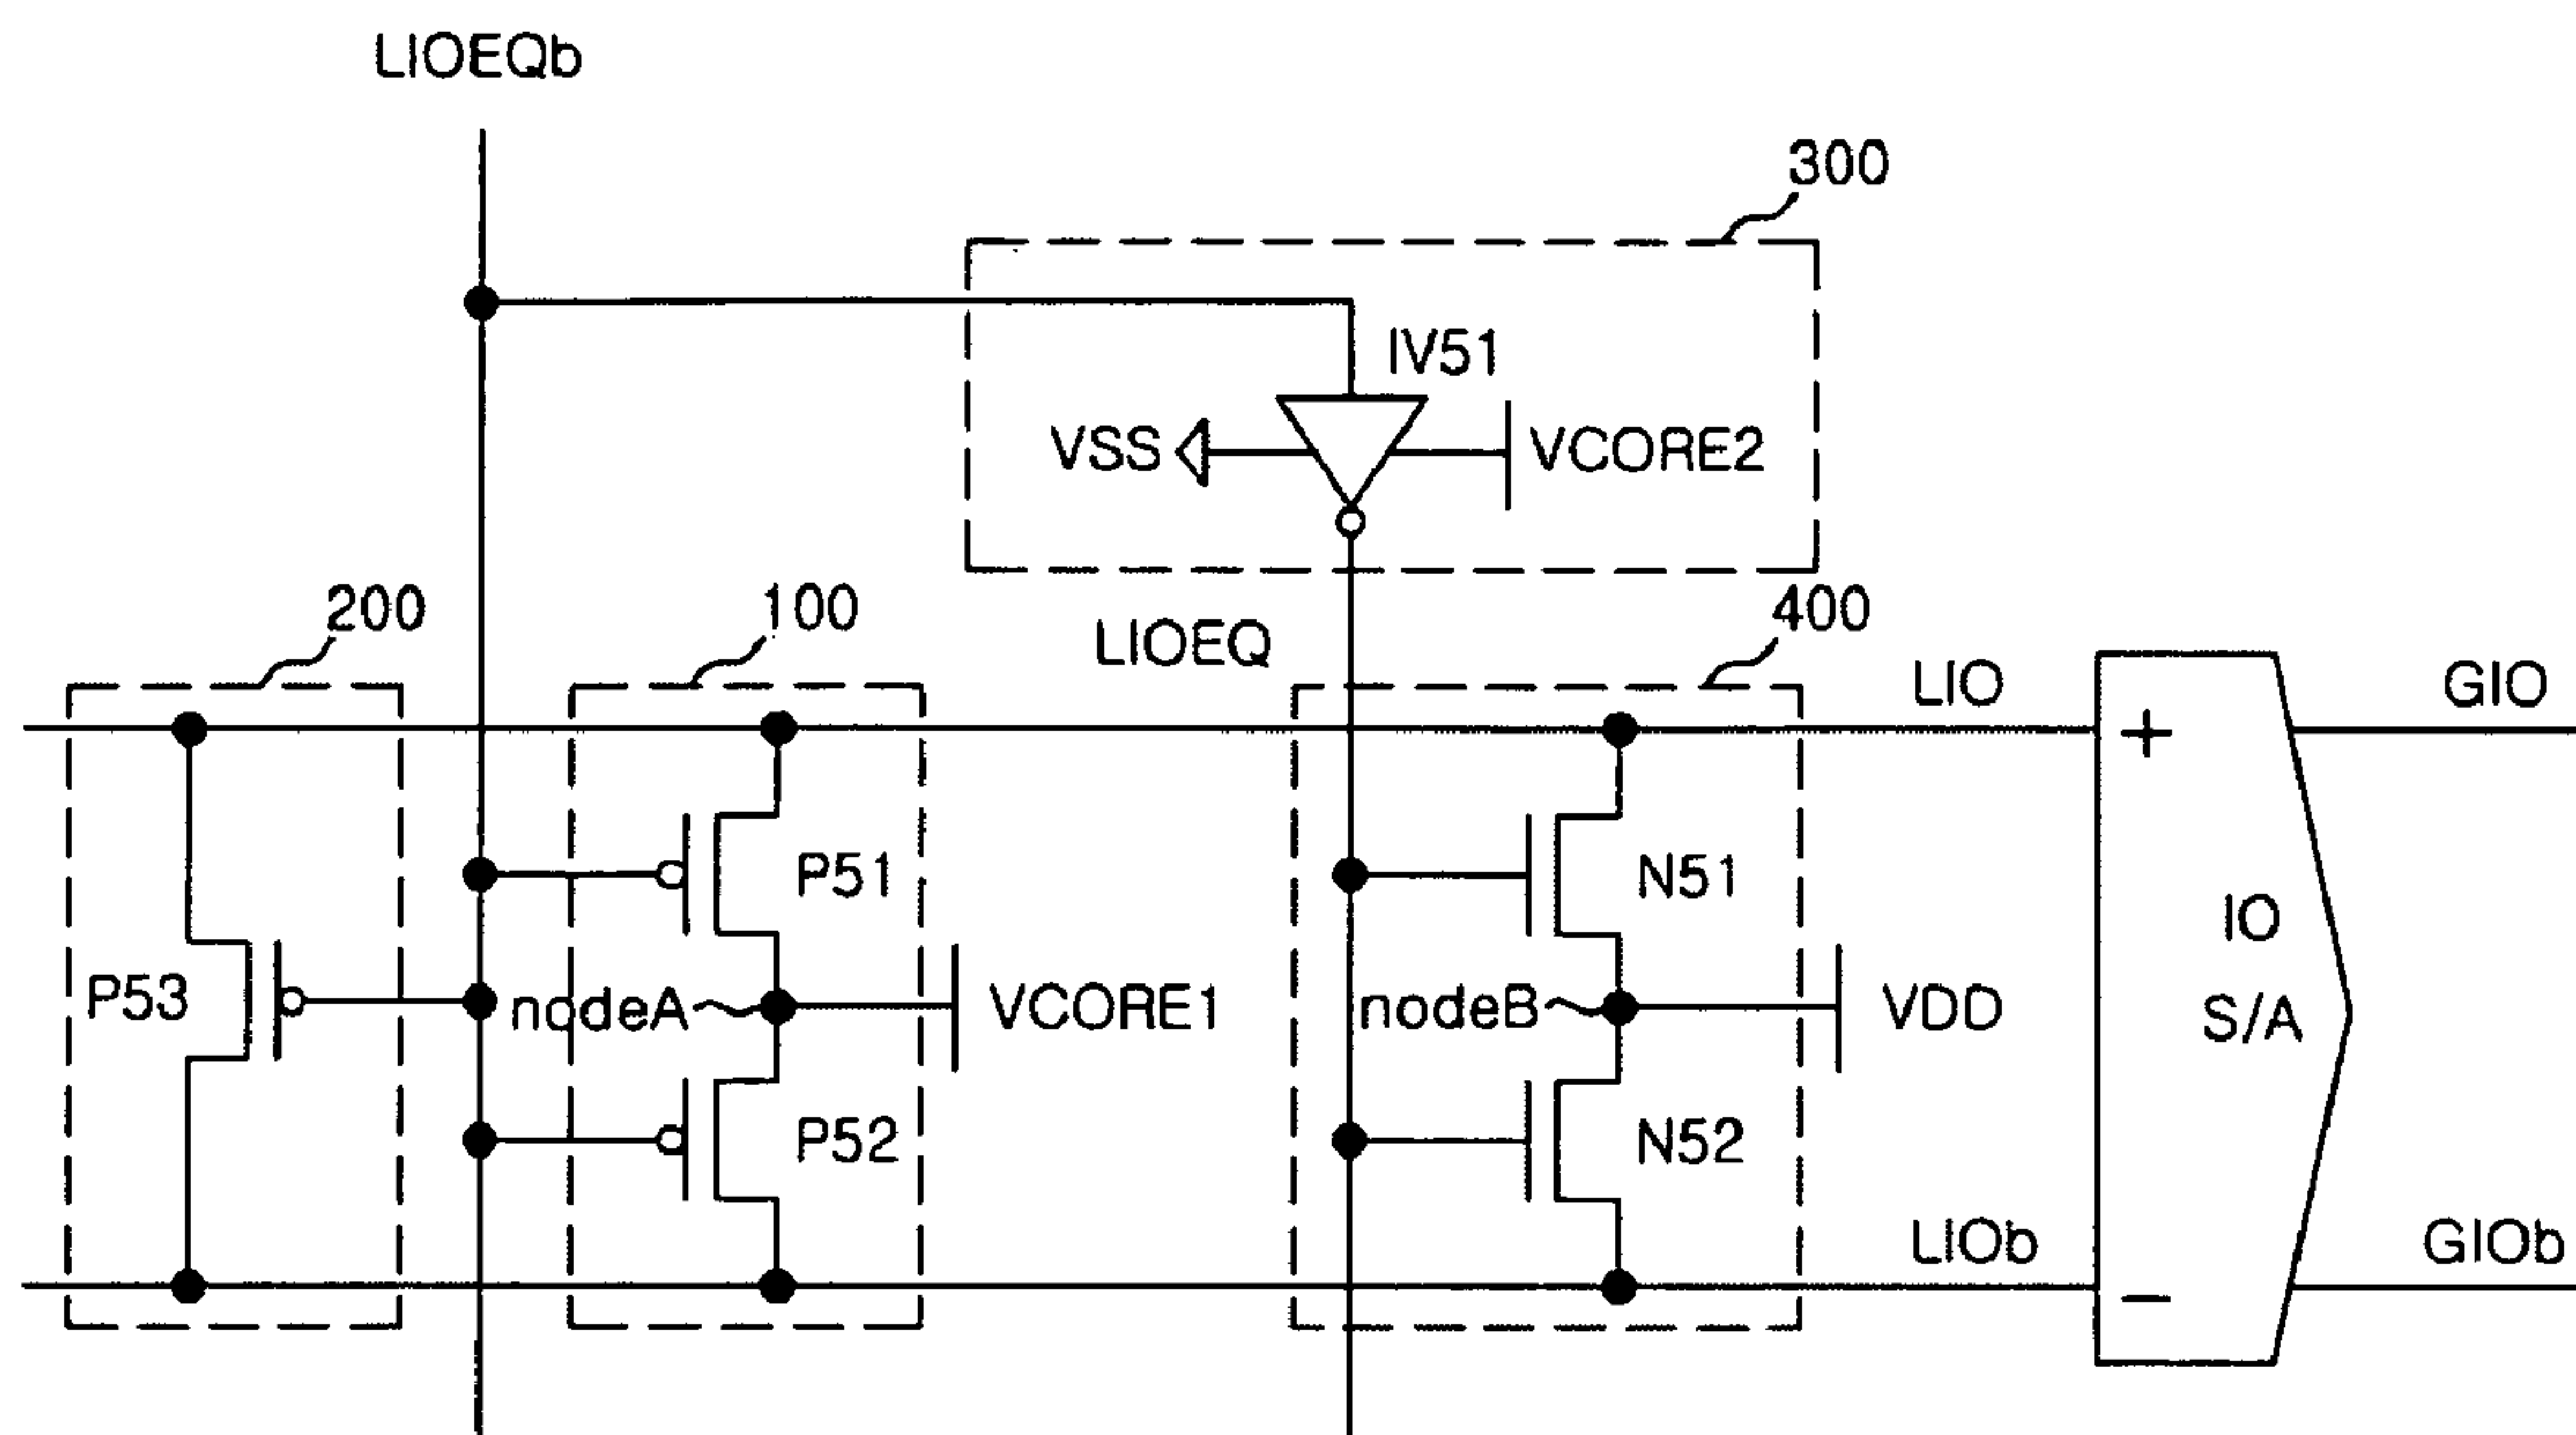 LIOEQb
300
IV51
VSS
VCORE2
200
100
LIOEQ
400
LIO
GIO
+
P51
N51
IO
S/A
P53
nodeA
VCORE1
nodeB
VDD
P52
N52
LIOb
GIOb
−